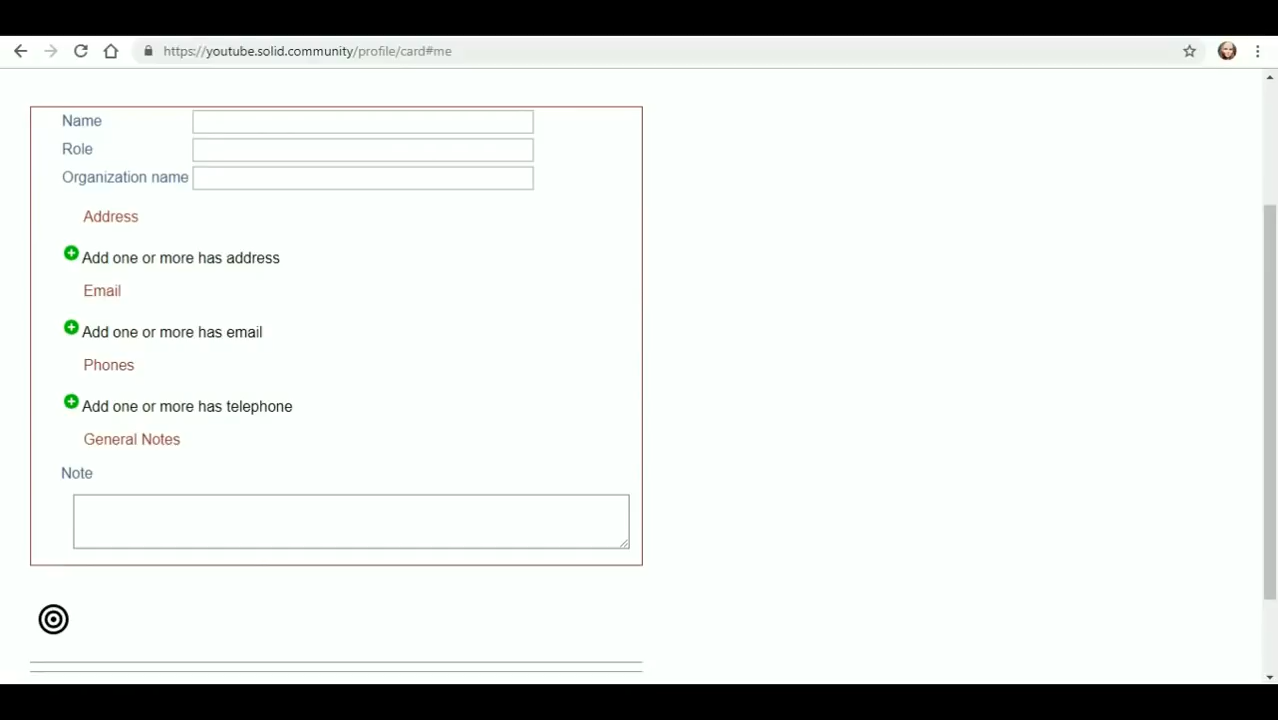 https://youtube.solid.community/profile/card#me
Name
Role
Organization name
Address
Add one or more has address
Email
Add one or more has email
Phones
Add one or more has telephone
General Notes
Note